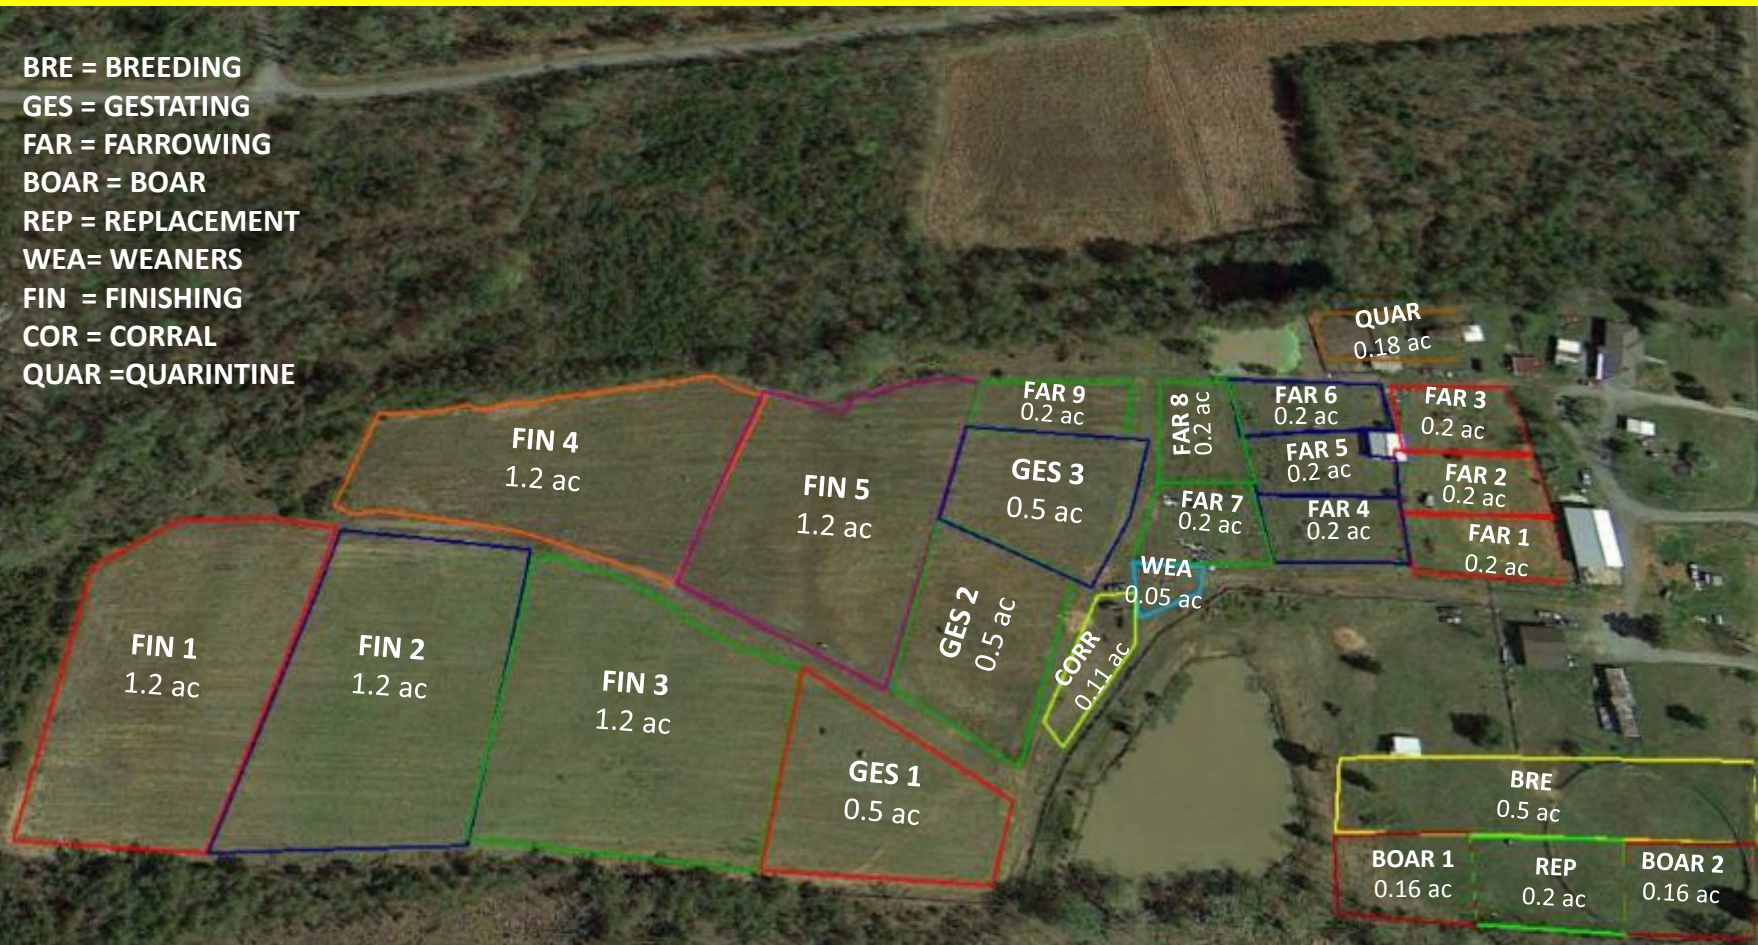 BRE = BREEDING
GES = GESTATING
FAR = FARROWING
BOAR = BOAR
REP = REPLACEMENT
WEA= WEANERS
FIN = FINISHING
COR = CORRAL
QUAR =QUARINTINE
QUAR
0.18 ac
FIN 4
1.2 ac
FIN 5
1.2 ac
FAR 9
0.2 ac
GES 3
0.5 ac
FAR 8
0.2 ac
FAR 6
0.2 ac
FAR 3
0.2 ac
FAR 5
0.2 ac
FAR 2
0.2 ac
FAR 7
0.2 ac
FAR 4
0.2 ac
FAR 1
0.2 ac
WEA
0.05 ac
GES 2
0.5 ac
CORR
0.11 ac
FIN 1
1.2 ac
FIN 2
1.2 ac
FIN 3
1.2 ac
GES 1
0.5 ac
BRE
0.5 ac
BOAR 1
0.16 ac
REP
0.2 ac
BOAR 2
0.16 ac